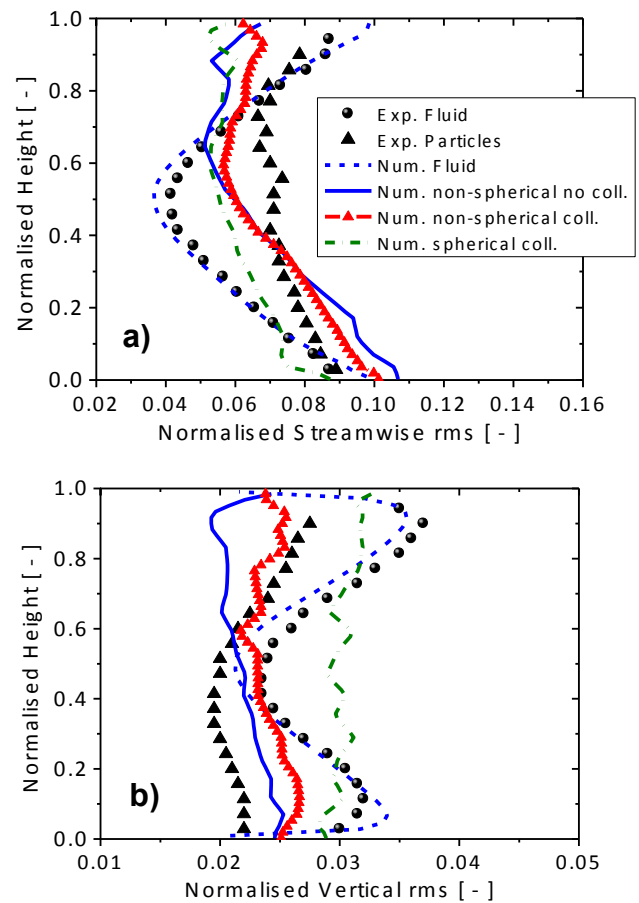 1.0
0.8
0.6
0.4
0.2
0.0
Normalised Height [ - ]
Exp. Fluid
Exp. Particles
Num. Fluid
Num. non-spherical no coll.
Num. non-spherical coll.
Num. spherical coll.
a)
0.02 0.04 0.06 0.08 0.10 0.12 0.14 0.16
Normalised Streamwise rms [ - ]
1.0
0.8
0.6
0.4
0.2
0.0
Normalised Height [ - ]
b)
0.01 0.02 0.03 0.04 0.05
Normalised Vertical rms [ - ]